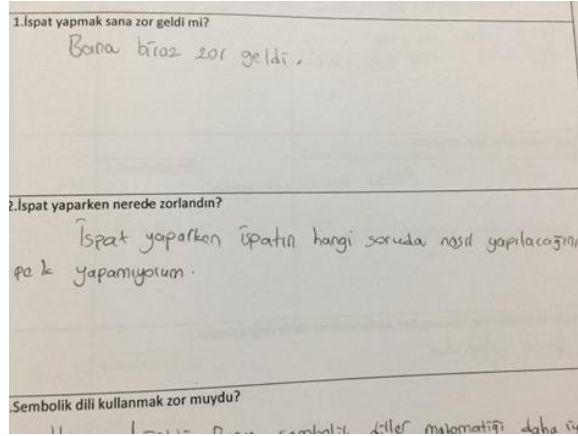 1.İspat yapmak sana zor geldi mi?
Bana biraz zor geldi.
2.İspat yaparken nerede zorlandın?
İspat yaparken ispatın hangi soruda nasıl yapılacağını
pek yapamıyorum.
.Sembolik dili kullanmak zor muydu?
sembolik diller matematiği daha